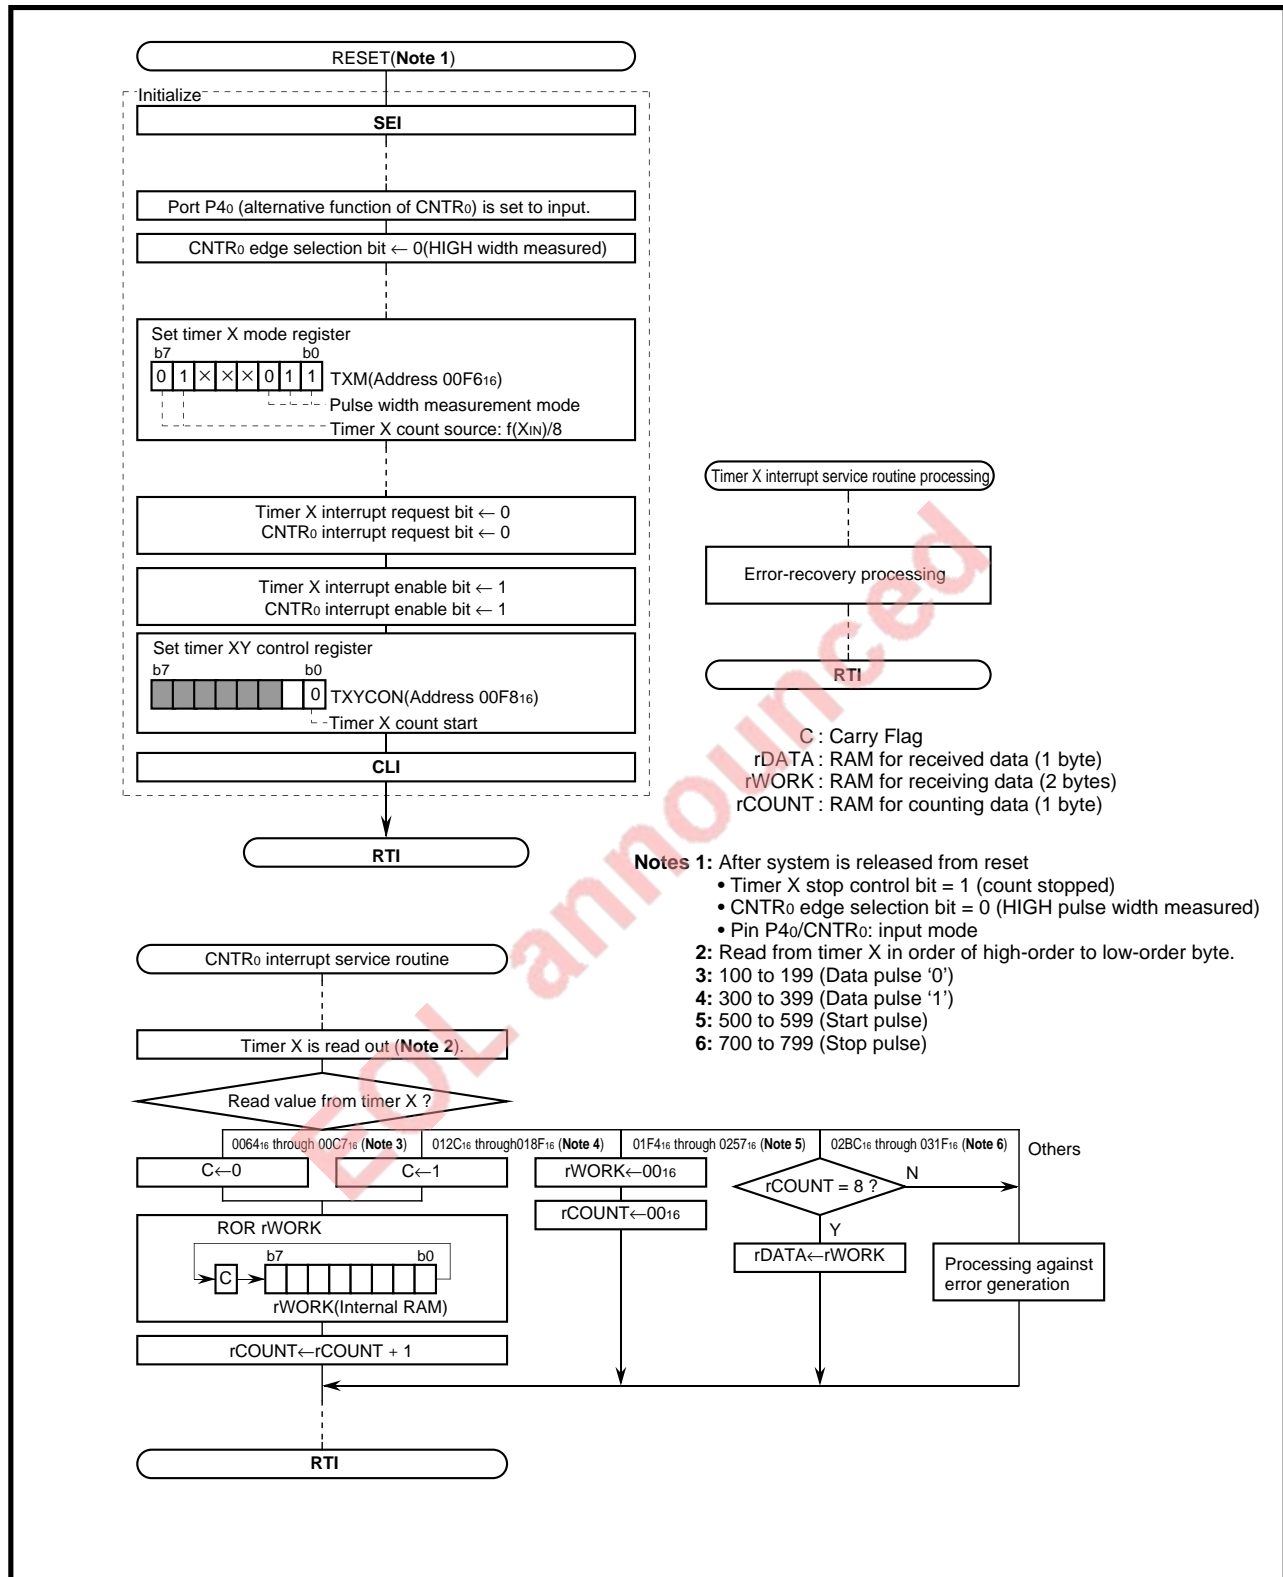 RESET(Note 1)
Initialize
SEI
Port P40 (alternative function of CNTR0) is set to input.
CNTR0 edge selection bit ← 0(HIGH width measured)
Set timer X mode register
b7 b0
0 1 × × × 0 1 1 TXM(Address 00F616)
Pulse width measurement mode
Timer X count source: f(XIN)/8
Timer X interrupt request bit ← 0
CNTR0 interrupt request bit ← 0
Timer X interrupt enable bit ← 1
CNTR0 interrupt enable bit ← 1
Set timer XY control register
b7 b0
0 TXYCON(Address 00F816)
Timer X count start
CLI
RTI
Timer X interrupt service routine processing
Error-recovery processing
RTI
C : Carry Flag
rDATA : RAM for received data (1 byte)
rWORK : RAM for receiving data (2 bytes)
rCOUNT : RAM for counting data (1 byte)
Notes 1: After system is released from reset
• Timer X stop control bit = 1 (count stopped)
• CNTR0 edge selection bit = 0 (HIGH pulse width measured)
• Pin P40/CNTR0: input mode
2: Read from timer X in order of high-order to low-order byte.
3: 100 to 199 (Data pulse ‘0’)
4: 300 to 399 (Data pulse ‘1’)
5: 500 to 599 (Start pulse)
6: 700 to 799 (Stop pulse)
CNTR0 interrupt service routine
Timer X is read out (Note 2).
Read value from timer X ?
006416 through 00C716 (Note 3) 012C16 through018F16 (Note 4) 01F416 through 025716 (Note 5) 02BC16 through 031F16 (Note 6) Others
C←0 C←1 rWORK←0016 rCOUNT = 8 ? N
rCOUNT←0016
Y
ROR rWORK
b7 b0
C
rWORK(Internal RAM)
rDATA←rWORK
Processing against
error generation
rCOUNT←rCOUNT + 1
RTI
EOL announced